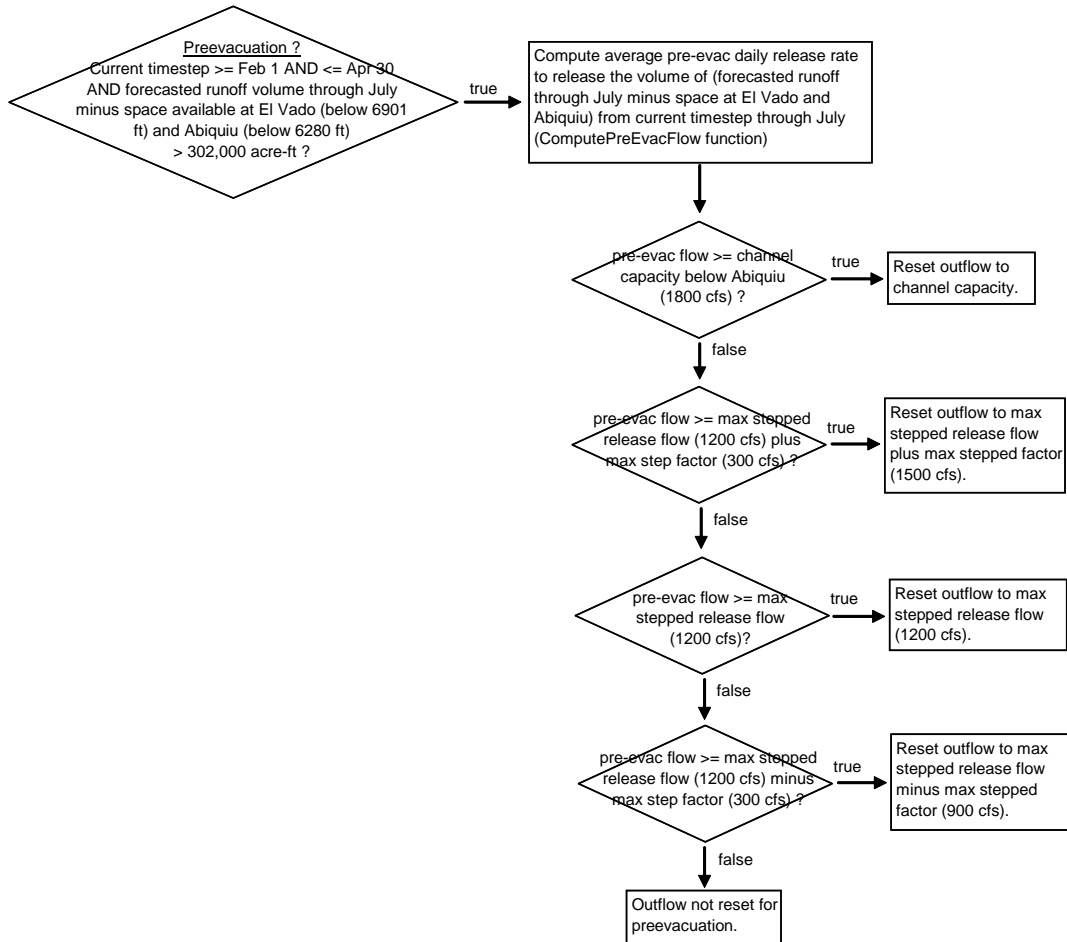 Preevacuation ?
Current timestep >= Feb 1 AND <= Apr 30
AND forecasted runoff volume through July
minus space available at El Vado (below 6901
ft) and Abiquiu (below 6280 ft)
> 302,000 acre-ft ?
true
Compute average pre-evac daily release rate
to release the volume of (forecasted runoff
through July minus space at El Vado and
Abiquiu) from current timestep through July
(ComputePreEvacFlow function)
pre-evac flow >= channel
capacity below Abiquiu
(1800 cfs) ?
true
Reset outflow to
channel capacity.
false
pre-evac flow >= max stepped
release flow (1200 cfs) plus
max step factor (300 cfs) ?
true
Reset outflow to max
stepped release flow
plus max stepped factor
(1500 cfs).
false
pre-evac flow >= max
stepped release flow
(1200 cfs)?
true
Reset outflow to max
stepped release flow
(1200 cfs).
false
pre-evac flow >= max stepped
release flow (1200 cfs) minus
max step factor (300 cfs) ?
true
Reset outflow to max
stepped release flow
minus max stepped
factor (900 cfs).
false
Outflow not reset for
preevacuation.